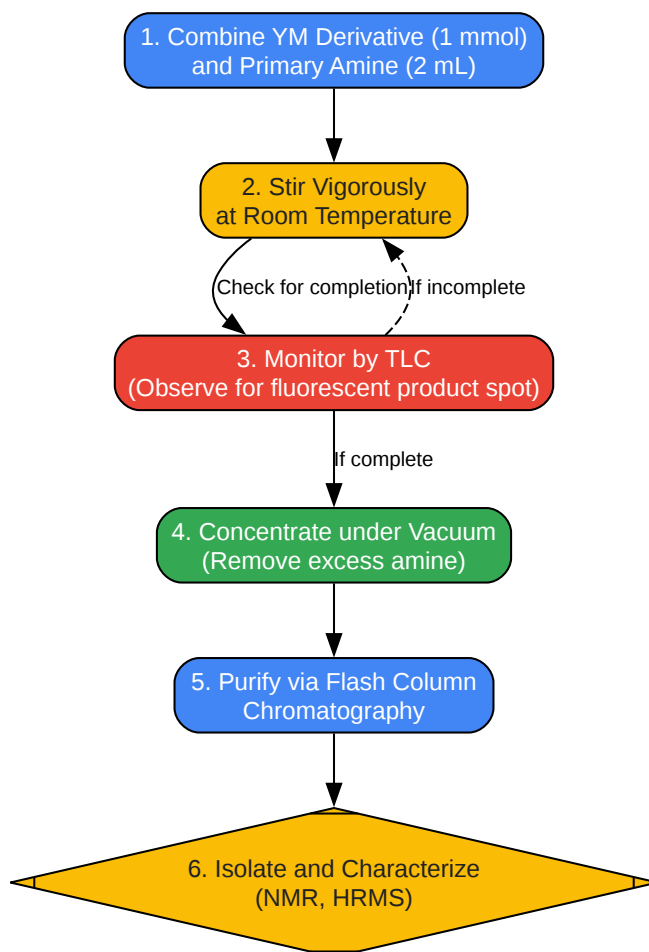 1. Combine YM Derivative (1 mmol)
and Primary Amine (2 mL)
2. Stir Vigorously
at Room Temperature
Check for completion
If incomplete
3. Monitor by TLC
(Observe for fluorescent product spot)
If complete
4. Concentrate under Vacuum
(Remove excess amine)
5. Purify via Flash Column
Chromatography
6. Isolate and Characterize
(NMR, HRMS)